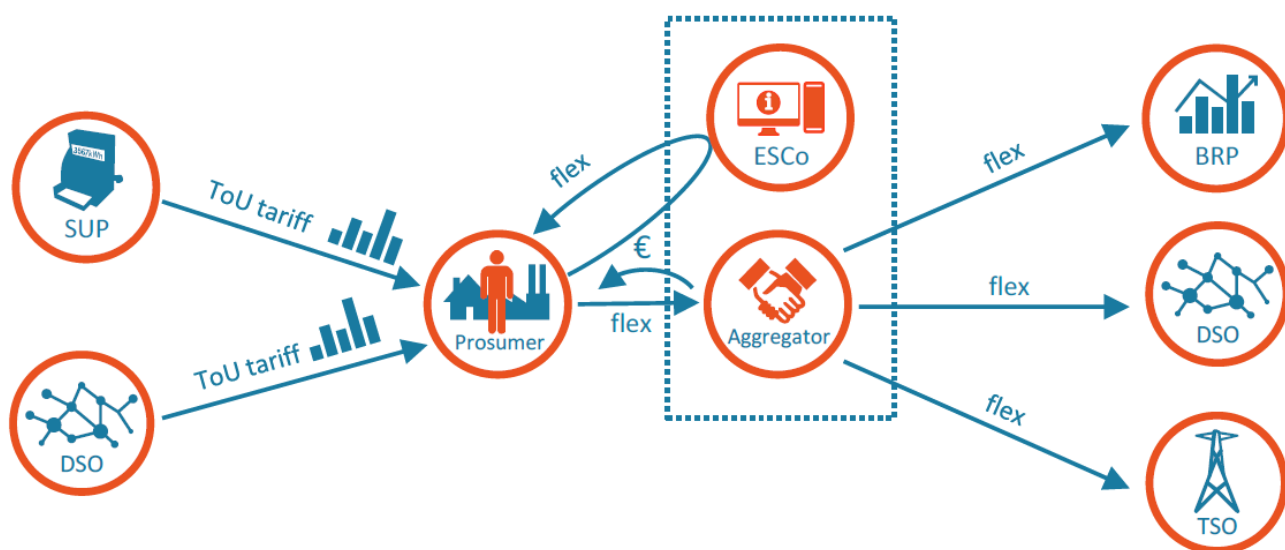 SUP
ToU tariff
DSO
ToU tariff
Prosumer
flex
€
flex
ESCo
Aggregator
flex
BRP
flex
DSO
flex
TSO